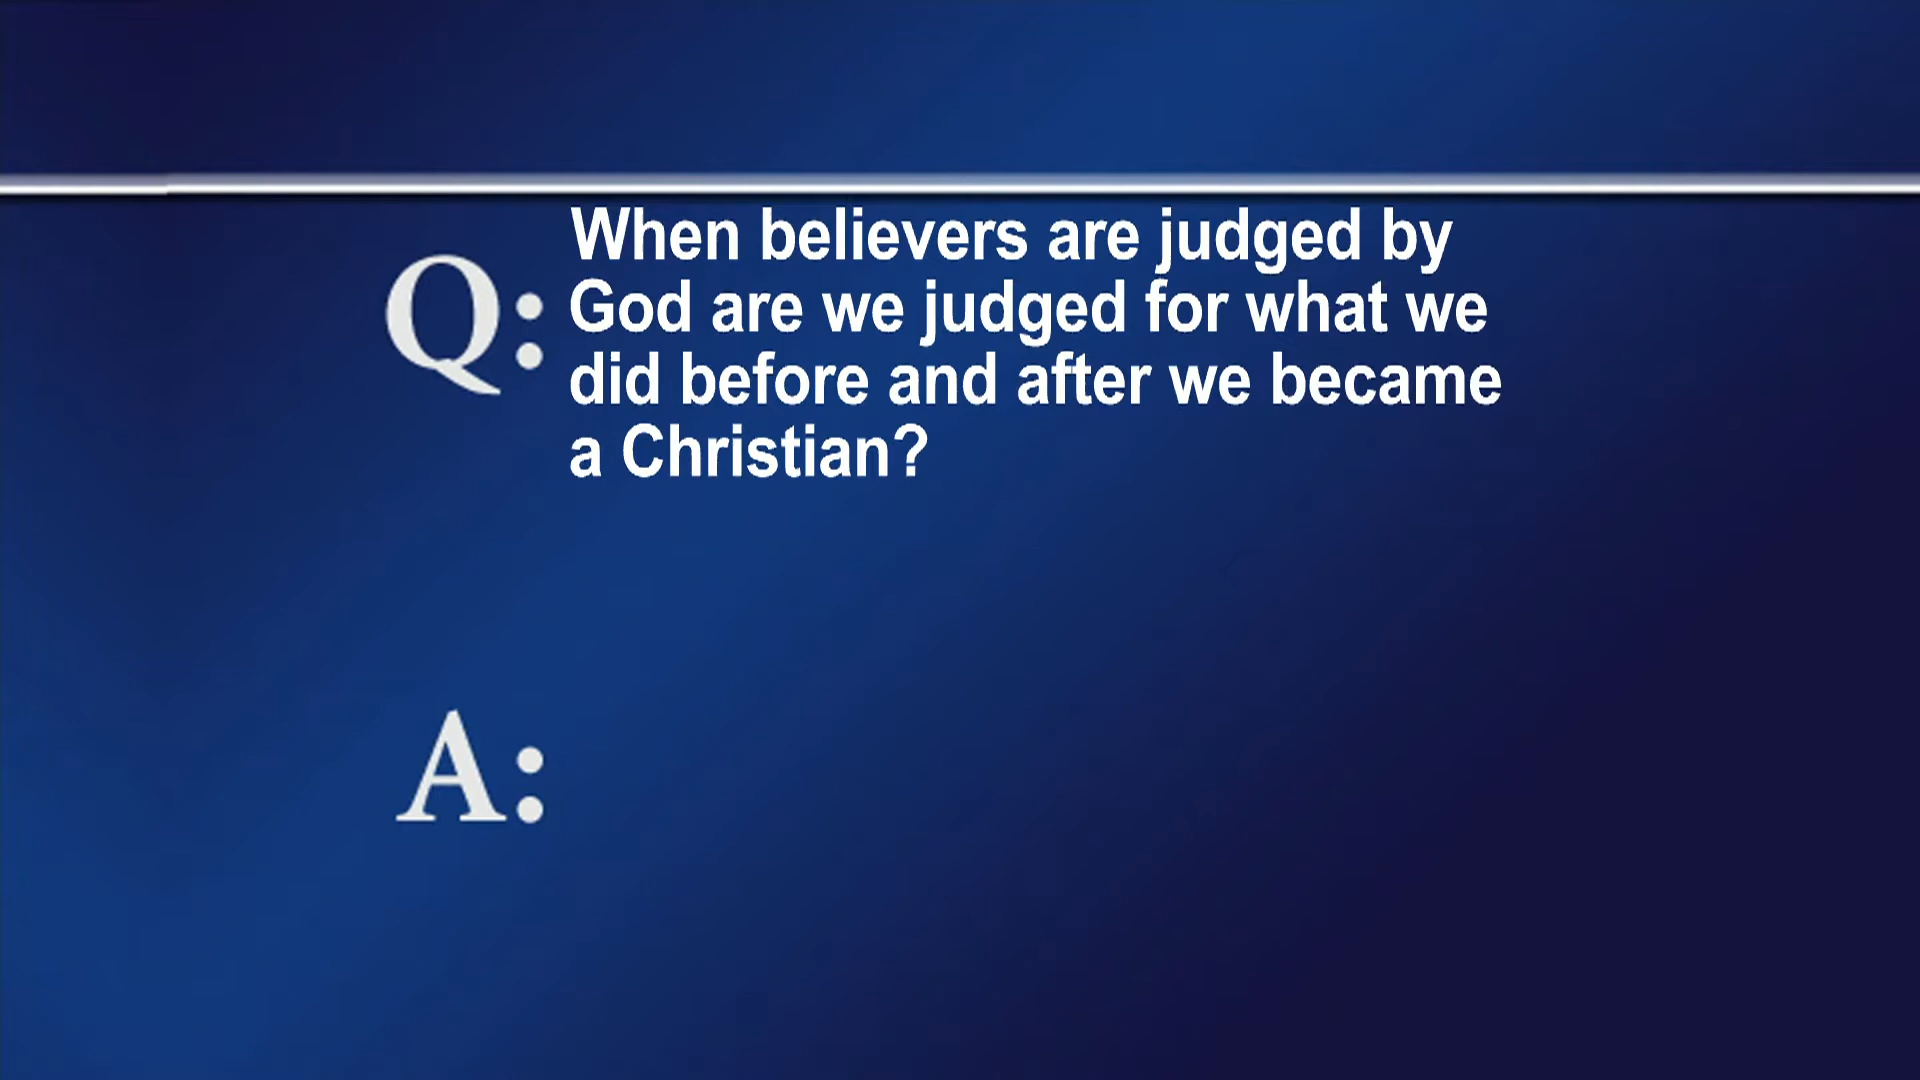 Q: When believers are judged by
God are we judged for what we
did before and after we became
a Christian?
A: